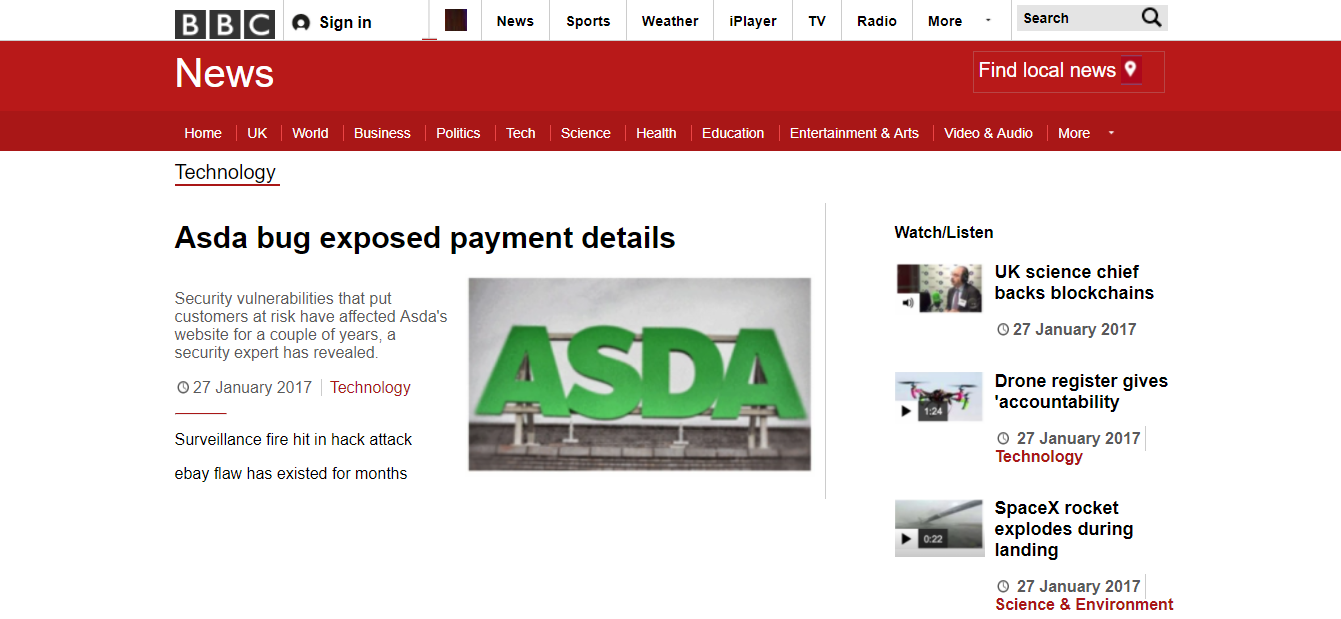 BBC Sign in News Sports Weather iPlayer TV Radio More Search
News
Find local news
Home UK World Business Politics Tech Science Health Education Entertainment & Arts Video & Audio More
Technology
Asda bug exposed payment details
Security vulnerabilities that put
customers at risk have affected Asda's
website for a couple of years, a
security expert has revealed.
27 January 2017 Technology
Surveillance fire hit in hack attack
ebay flaw has existed for months
ASDA
Watch/Listen
UK science chief
backs blockchains
27 January 2017
1:24
Drone register gives
'accountability
27 January 2017
Technology
0:22
SpaceX rocket
explodes during
landing
27 January 2017
Science & Environment